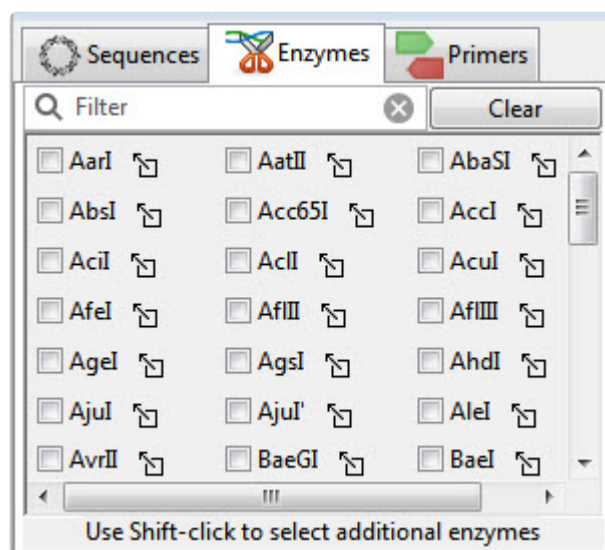 Sequences Enzymes Primers
Filter Clear
AarI AatII AbaSI
AbsI Acc65I AccI
AciI AclI AcuI
AfeI AflII AflIII
AgeI AgsI AhdI
AjuI AjuI' AleI
AvrII BaeGI BaeI
Use Shift-click to select additional enzymes